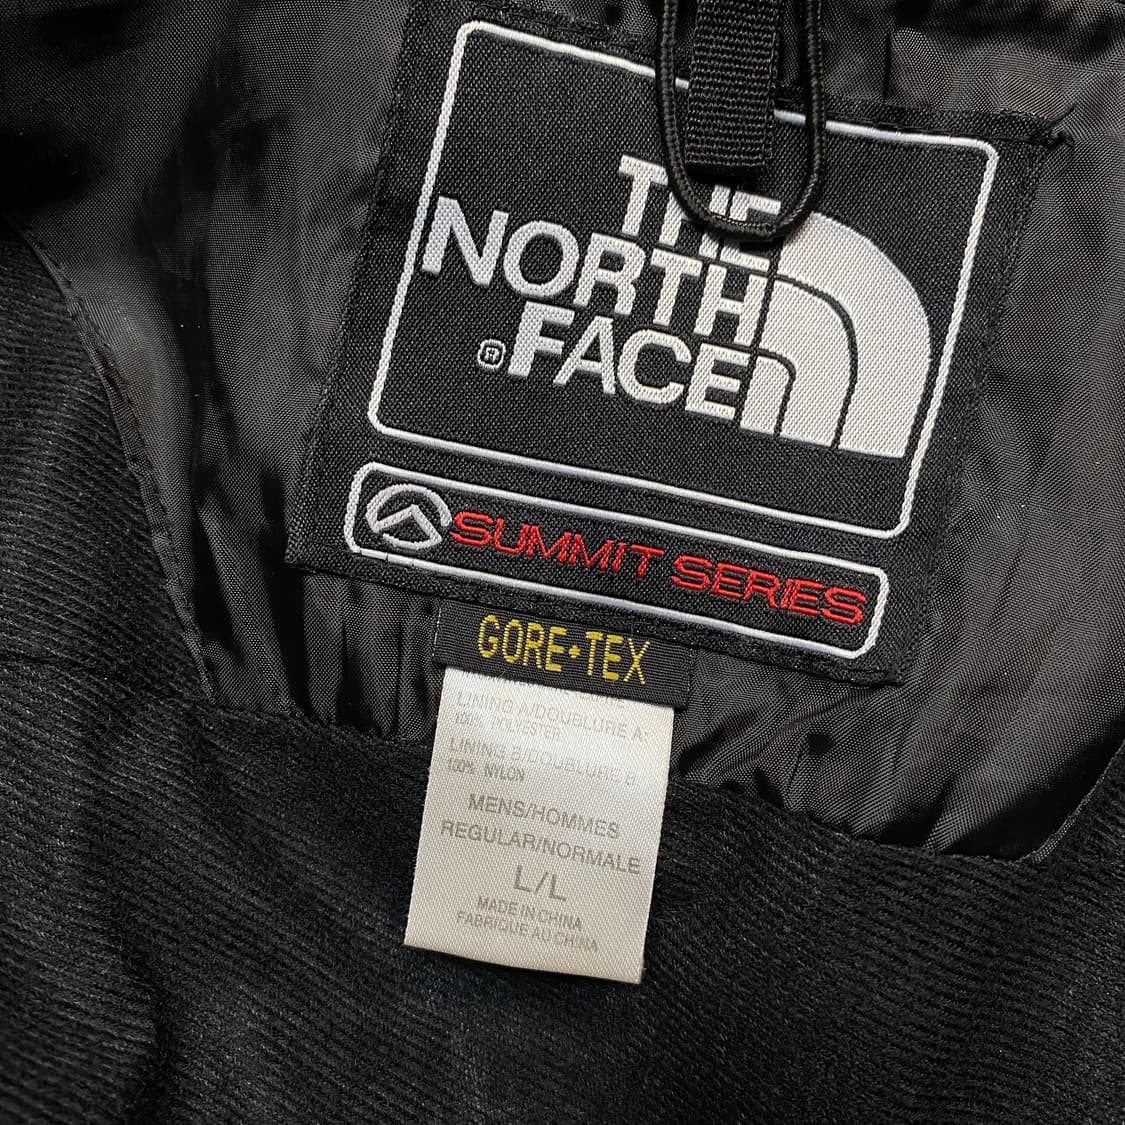 THE
NORTH
FACE
®
SUMMIT SERIES
GORE-TEX
LINING A/DOUBLURE A:
100% POLYESTER
LINING B/DOUBLURE B:
100% NYLON
MENS/HOMMES
REGULAR/NORMALE
L/L
MADE IN CHINA
FABRIQUE AU CHINA